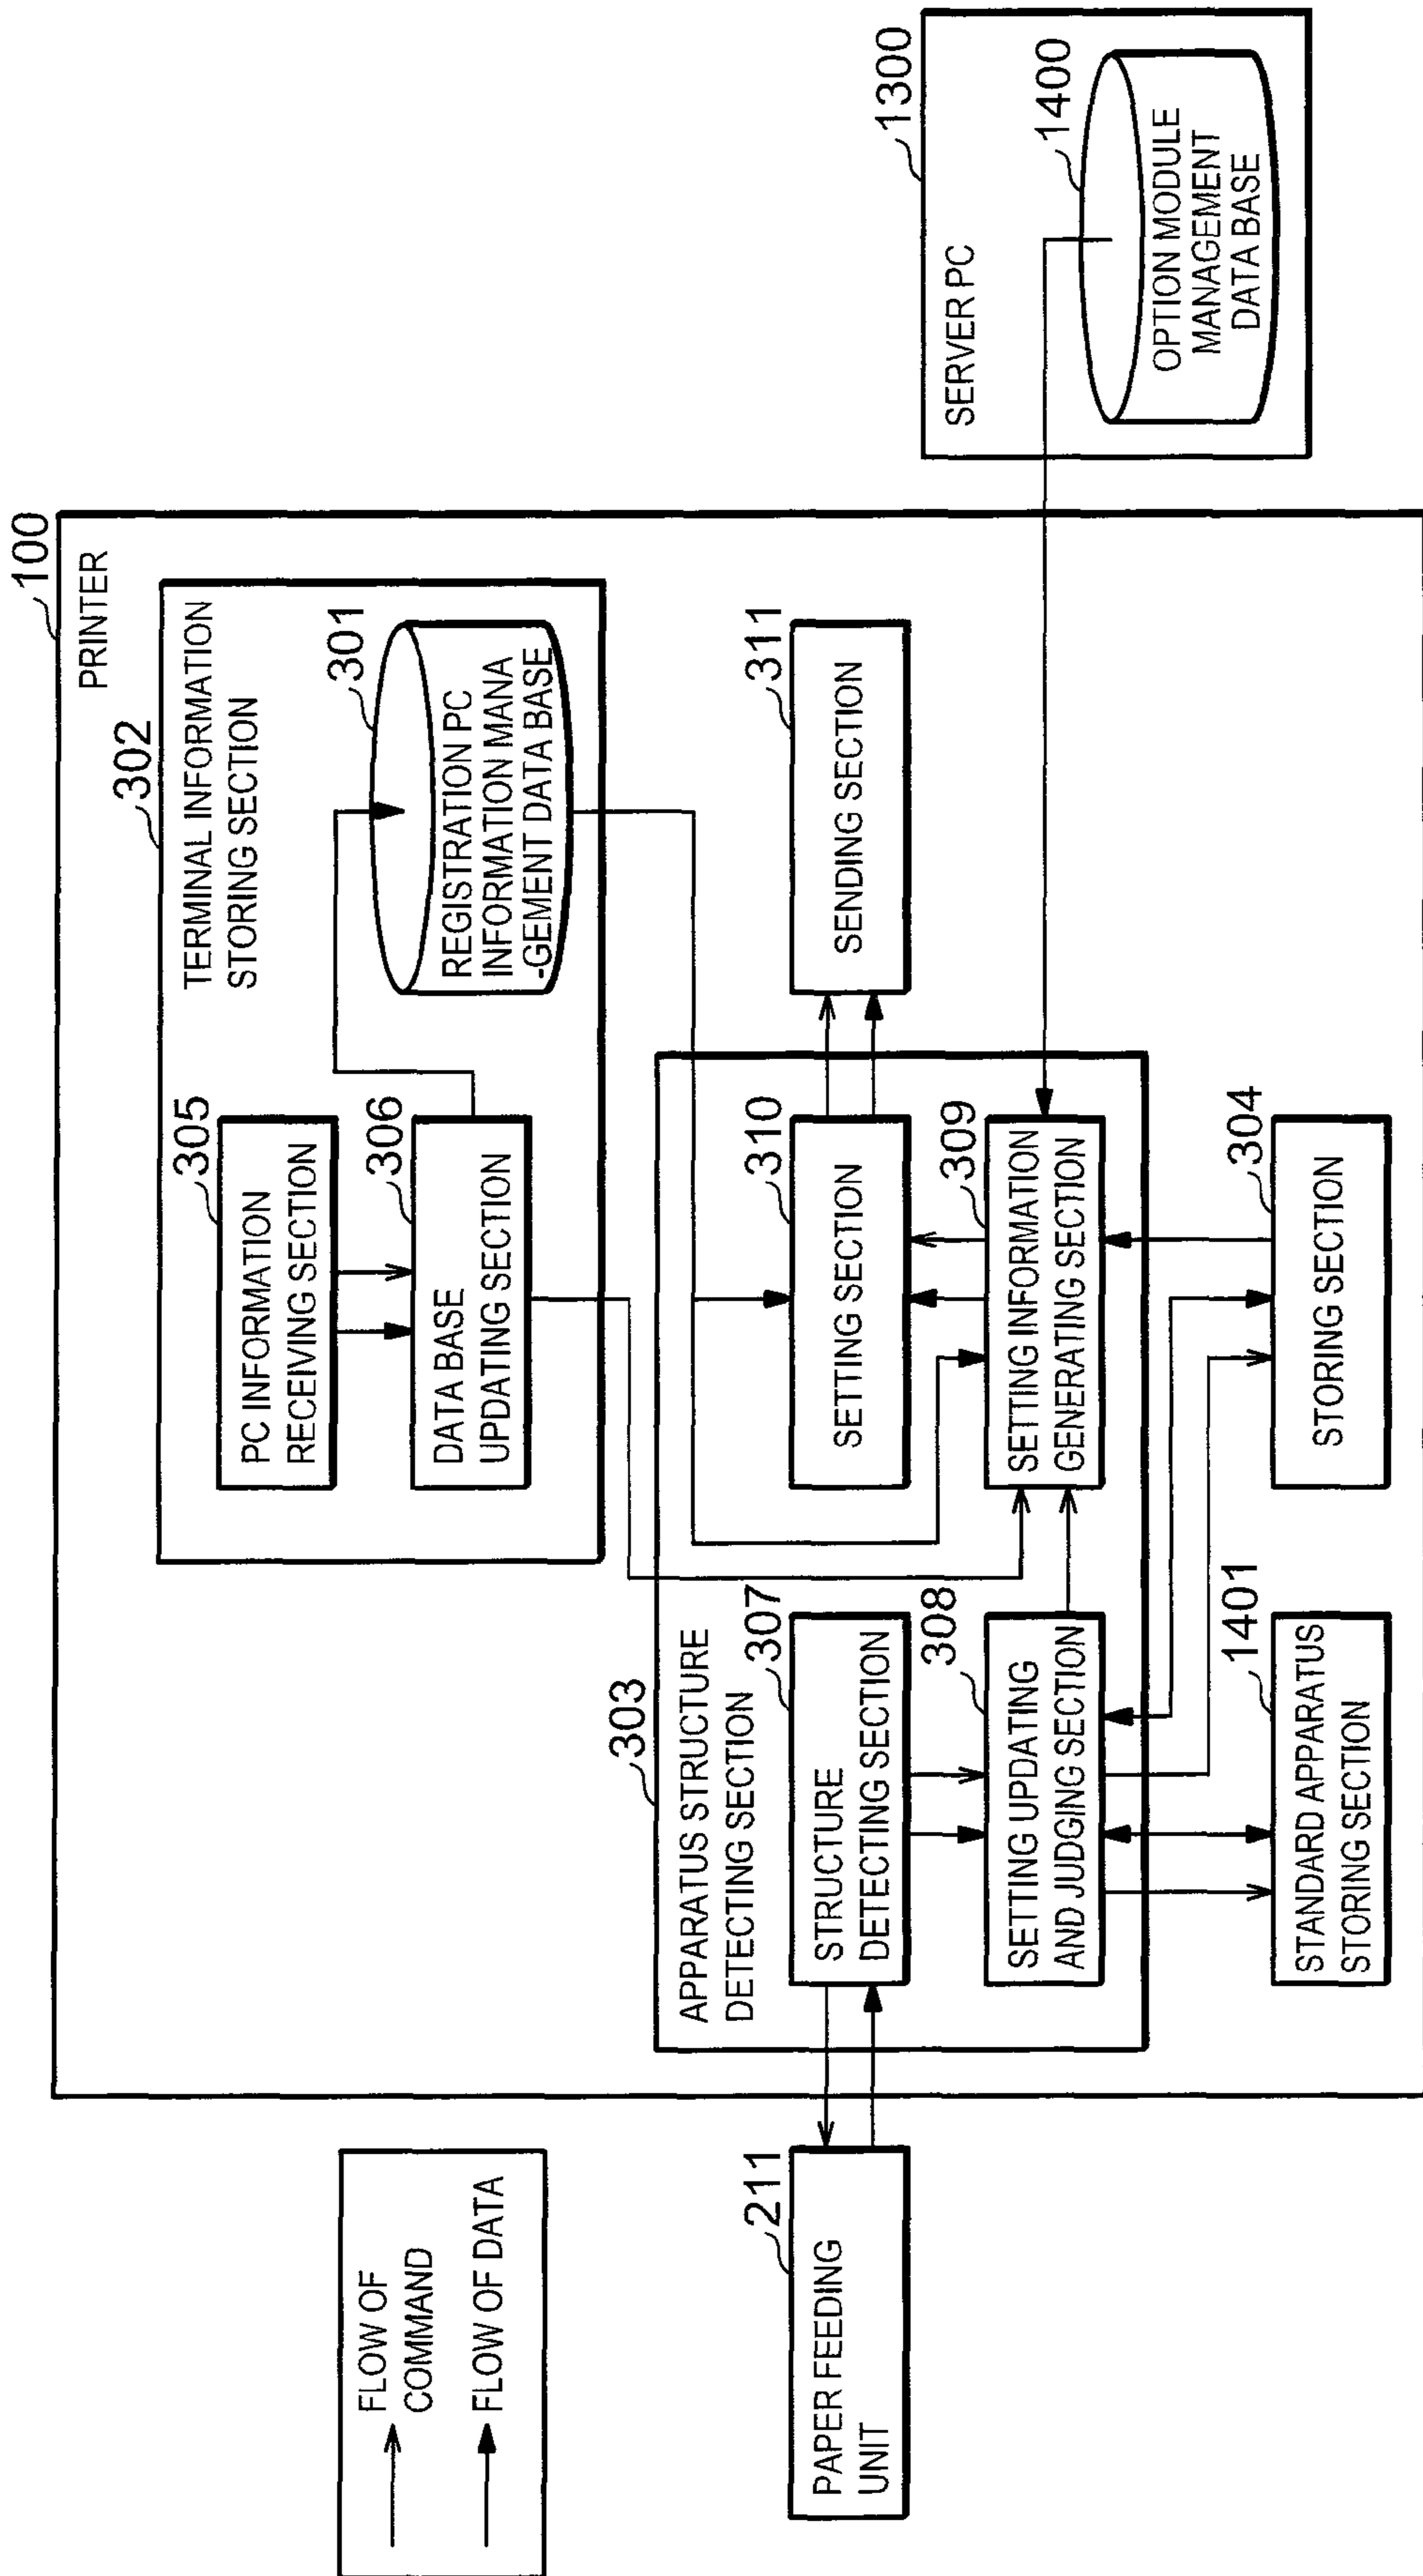 FLOW OF
COMMAND
FLOW OF DATA
100
PRINTER
302
TERMINAL INFORMATION
STORING SECTION
305
PC INFORMATION
RECEIVING SECTION
306
DATA BASE
UPDATING SECTION
301
REGISTRATION PC
INFORMATION MANA
-GEMENT DATA BASE
211
PAPER FEEDING
UNIT
303
APPARATUS STRUCTURE
DETECTING SECTION
307
STRUCTURE
DETECTING SECTION
308
SETTING UPDATING
AND JUDGING SECTION
310
SETTING SECTION
309
SETTING INFORMATION
GENERATING SECTION
311
SENDING SECTION
1401
STANDARD APPARATUS
STORING SECTION
304
STORING SECTION
1300
SERVER PC
1400
OPTION MODULE
MANAGEMENT
DATA BASE